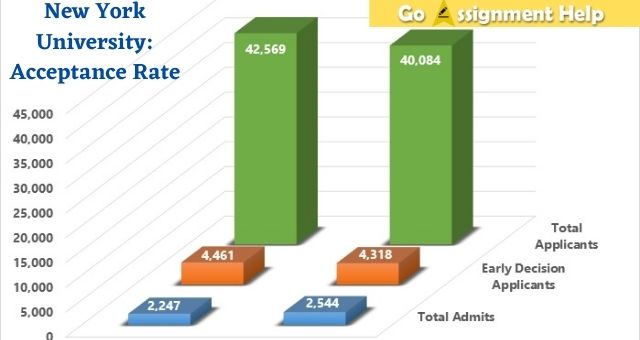 New York
University:
Acceptance Rate
Go Assignment Help
42,569
40,084
45,000
40,000
35,000
30,000
25,000
20,000
15,000
10,000
5,000
0
4,461
4,318
2,247
2,544
Total
Applicants
Early Decision
Applicants
Total Admits